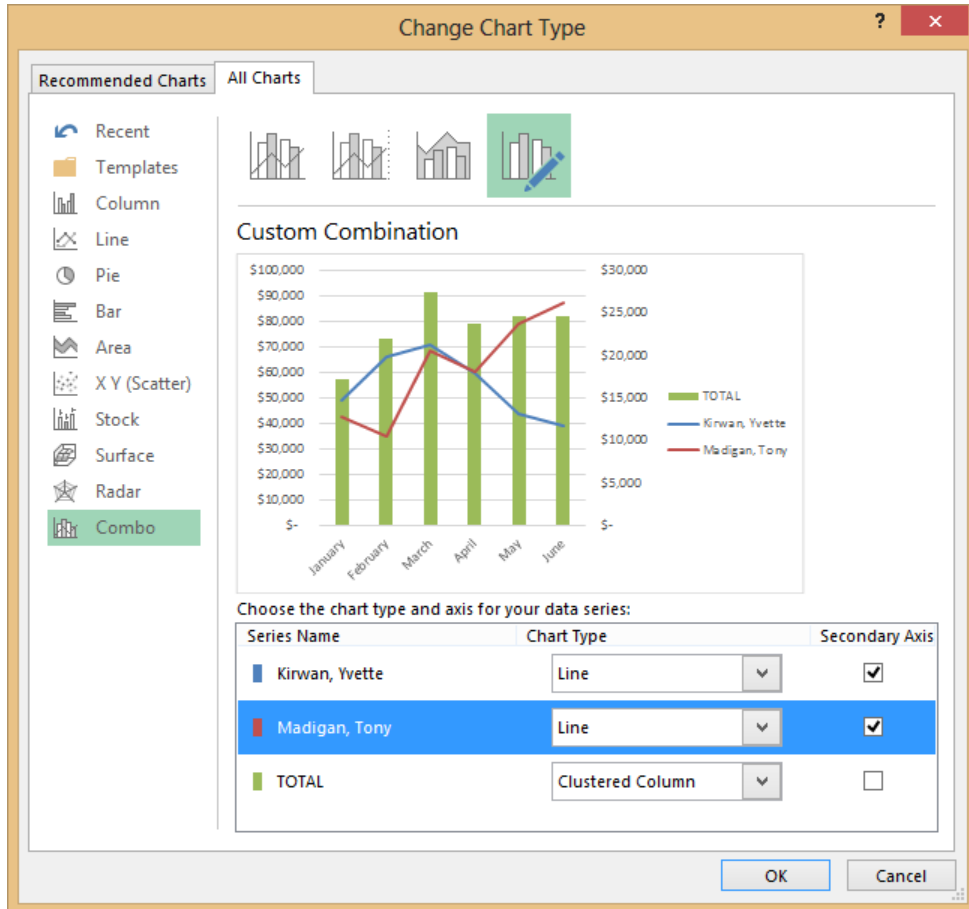 Change Chart Type
?
×
Recommended Charts
All Charts
Recent
Templates
Column
Line
Pie
Bar
Area
X Y (Scatter)
Stock
Surface
Radar
Combo
Custom Combination
$100,000
$90,000
$80,000
$70,000
$60,000
$50,000
$40,000
$30,000
$20,000
$10,000
$-
$30,000
$25,000
$20,000
$15,000
$10,000
$5,000
$-
January
February
March
April
May
June
TOTAL
Kirwan, Yvette
Madigan, Tony
Choose the chart type and axis for your data series:
Series Name Chart Type Secondary Axis
Kirwan, Yvette Line
Madigan, Tony Line
TOTAL Clustered Column
OK Cancel